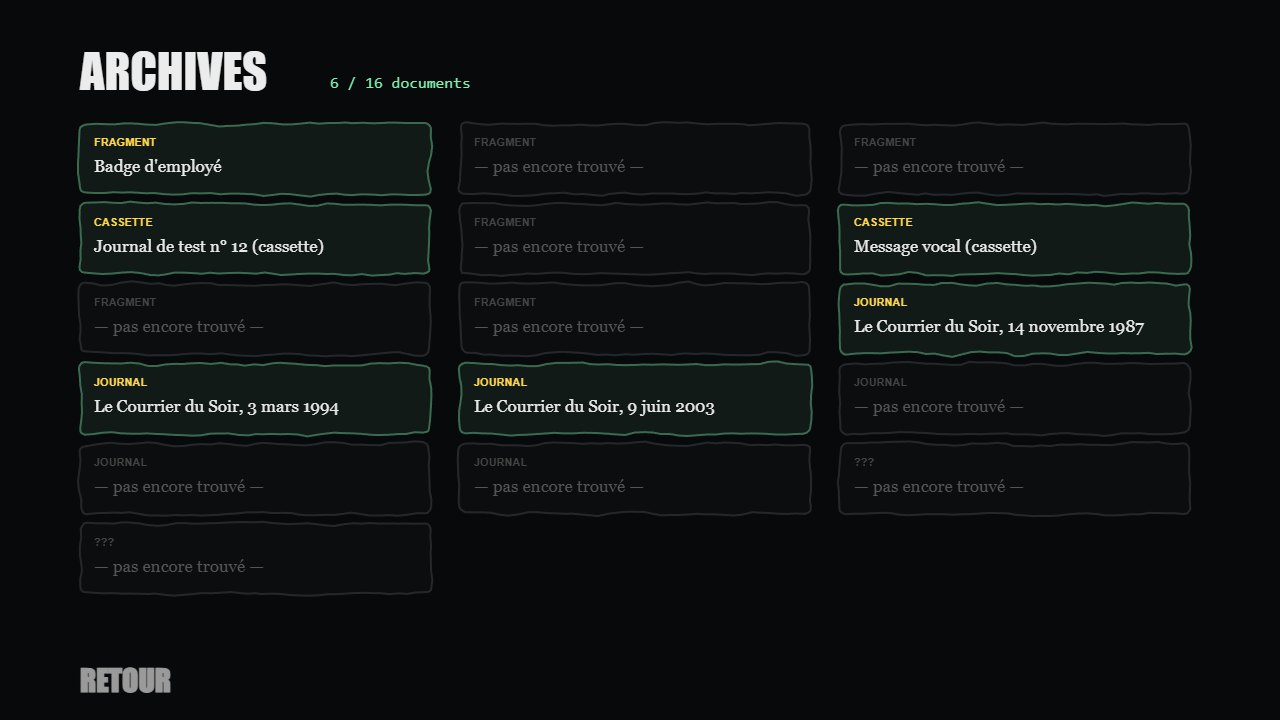 ARCHIVES
6 / 16 documents
FRAGMENT
Badge d'employé
FRAGMENT
— pas encore trouvé —
FRAGMENT
— pas encore trouvé —
CASSETTE
Journal de test n° 12 (cassette)
FRAGMENT
— pas encore trouvé —
CASSETTE
Message vocal (cassette)
FRAGMENT
— pas encore trouvé —
FRAGMENT
— pas encore trouvé —
JOURNAL
Le Courrier du Soir, 14 novembre 1987
JOURNAL
Le Courrier du Soir, 3 mars 1994
JOURNAL
Le Courrier du Soir, 9 juin 2003
JOURNAL
— pas encore trouvé —
JOURNAL
— pas encore trouvé —
JOURNAL
— pas encore trouvé —
???
— pas encore trouvé —
???
— pas encore trouvé —
RETOUR